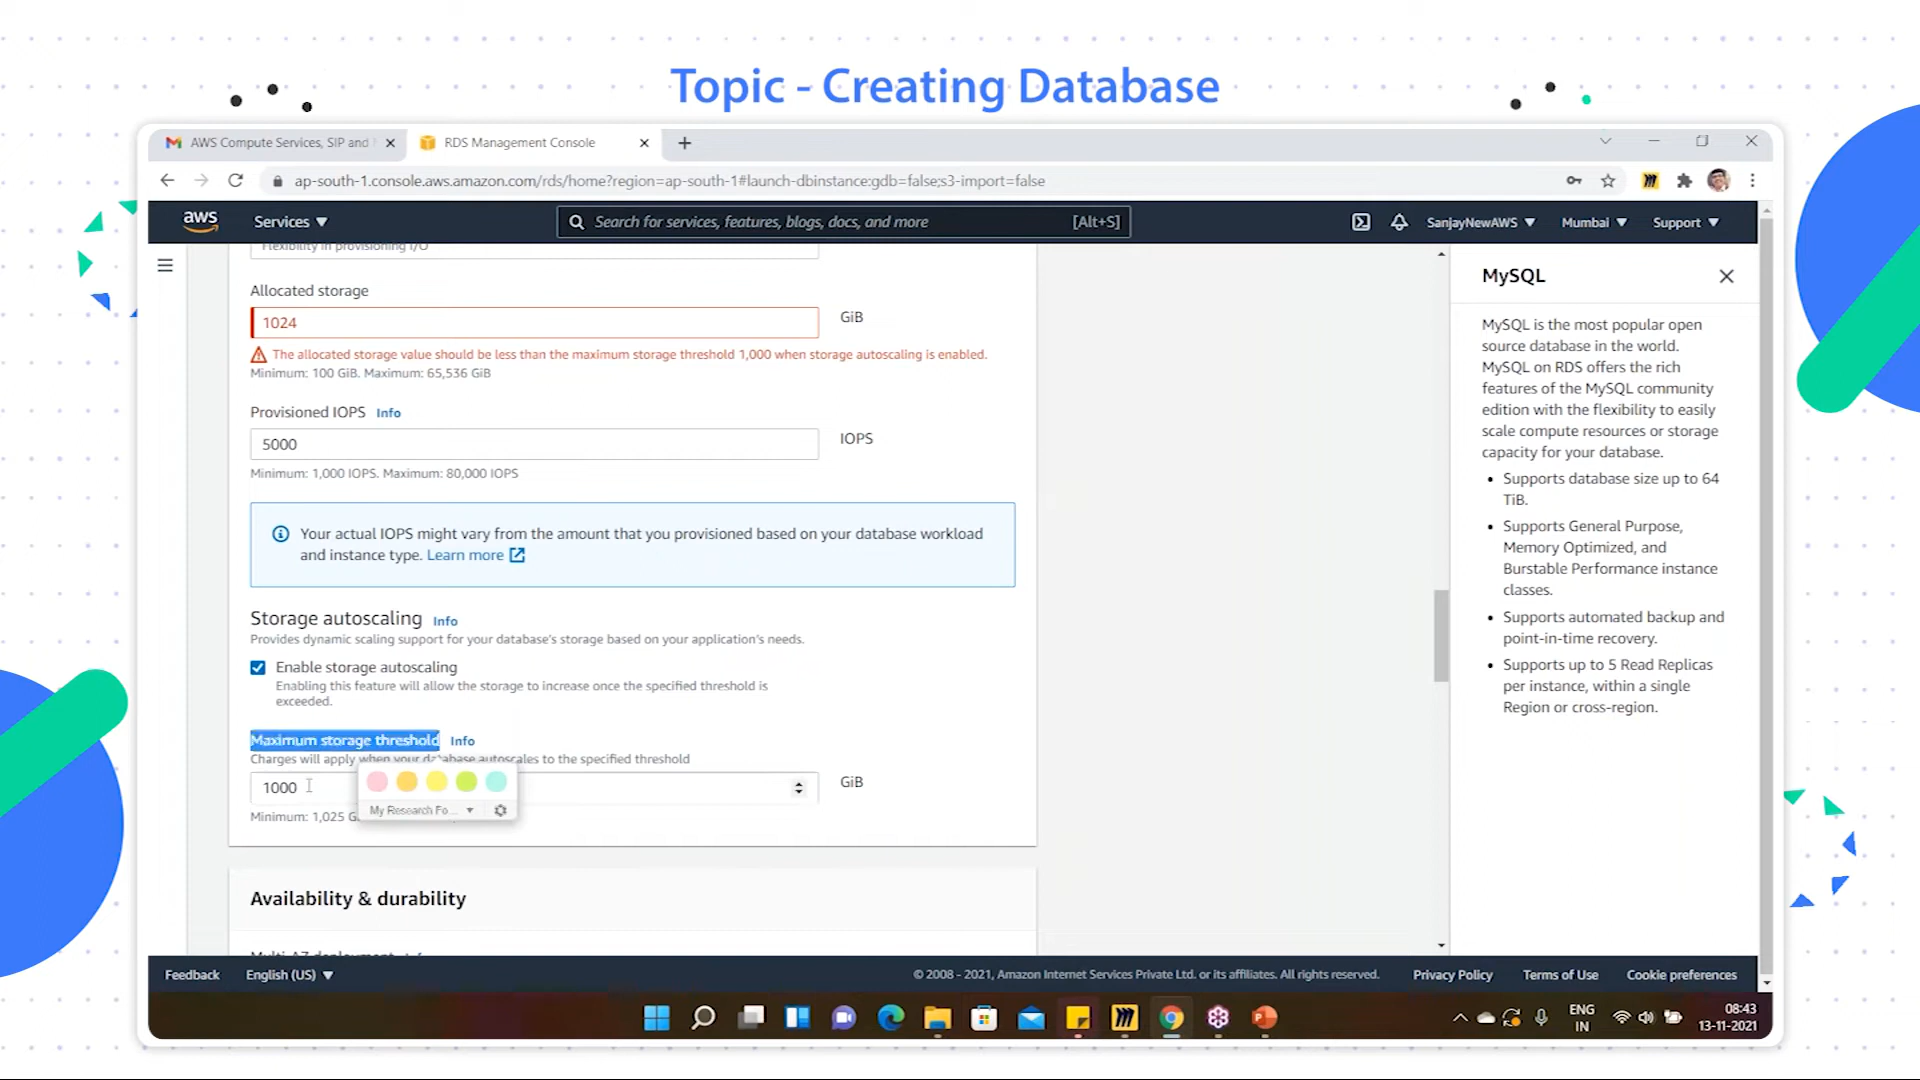 Topic - Creating Database
AWS Compute Services, SIP and
RDS Management Console
ap-south-1.console.aws.amazon.com/rds/home?region=ap-south-1#launch-dbinstance:gdb=false;s3-import=false
aws
Services
Search for services, features, blogs, docs, and more
[Alt+S]
SanjayNewAWS
Mumbai
Support
Flexibility in provisioning I/O
Allocated storage
1024
GiB
The allocated storage value should be less than the maximum storage threshold 1,000 when storage autoscaling is enabled.
Minimum: 100 GiB. Maximum: 65,536 GiB
Provisioned IOPS Info
5000
IOPS
Minimum: 1,000 IOPS. Maximum: 80,000 IOPS
Your actual IOPS might vary from the amount that you provisioned based on your database workload
and instance type. Learn more
Storage autoscaling Info
Provides dynamic scaling support for your database's storage based on your application's needs.
Enable storage autoscaling
Enabling this feature will allow the storage to increase once the specified threshold is
exceeded.
Maximum storage threshold Info
Charges will apply when your database autoscales to the specified threshold
1000
GiB
My Research Fo...
Minimum: 1,025 G
Availability & durability
Multi-AZ deployment
MySQL
MySQL is the most popular open
source database in the world.
MySQL on RDS offers the rich
features of the MySQL community
edition with the flexibility to easily
scale compute resources or storage
capacity for your database.
• Supports database size up to 64
TiB.
• Supports General Purpose,
Memory Optimized, and
Burstable Performance instance
classes.
• Supports automated backup and
point-in-time recovery.
• Supports up to 5 Read Replicas
per instance, within a single
Region or cross-region.
Feedback
English (US)
© 2008 - 2021, Amazon Internet Services Private Ltd. or its affiliates. All rights reserved.
Privacy Policy
Terms of Use
Cookie preferences
ENG
IN
08:43
13-11-2021